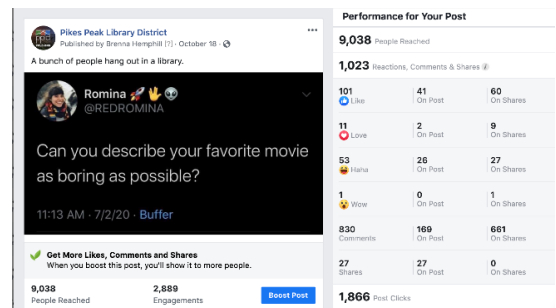 Pikes Peak Library District
Published by Brenna Hemphill [?] · October 18 ·
A bunch of people hang out in a library.
Romina 🚀🖖👽
@REDROMINA
Can you describe your favorite movie
as boring as possible?
11:13 AM · 7/2/20 · Buffer
Get More Likes, Comments and Shares
When you boost this post, you'll show it to more people.
9,038 2,889
People Reached Engagements
Boost Post
Performance for Your Post
9,038 People Reached
1,023 Reactions, Comments & Shares
101 41 60
Like On Post On Shares
11 2 9
Love On Post On Shares
53 26 27
Haha On Post On Shares
1 0 1
Wow On Post On Shares
830 169 661
Comments On Post On Shares
27 27 0
Shares On Post On Shares
1,866 Post Clicks